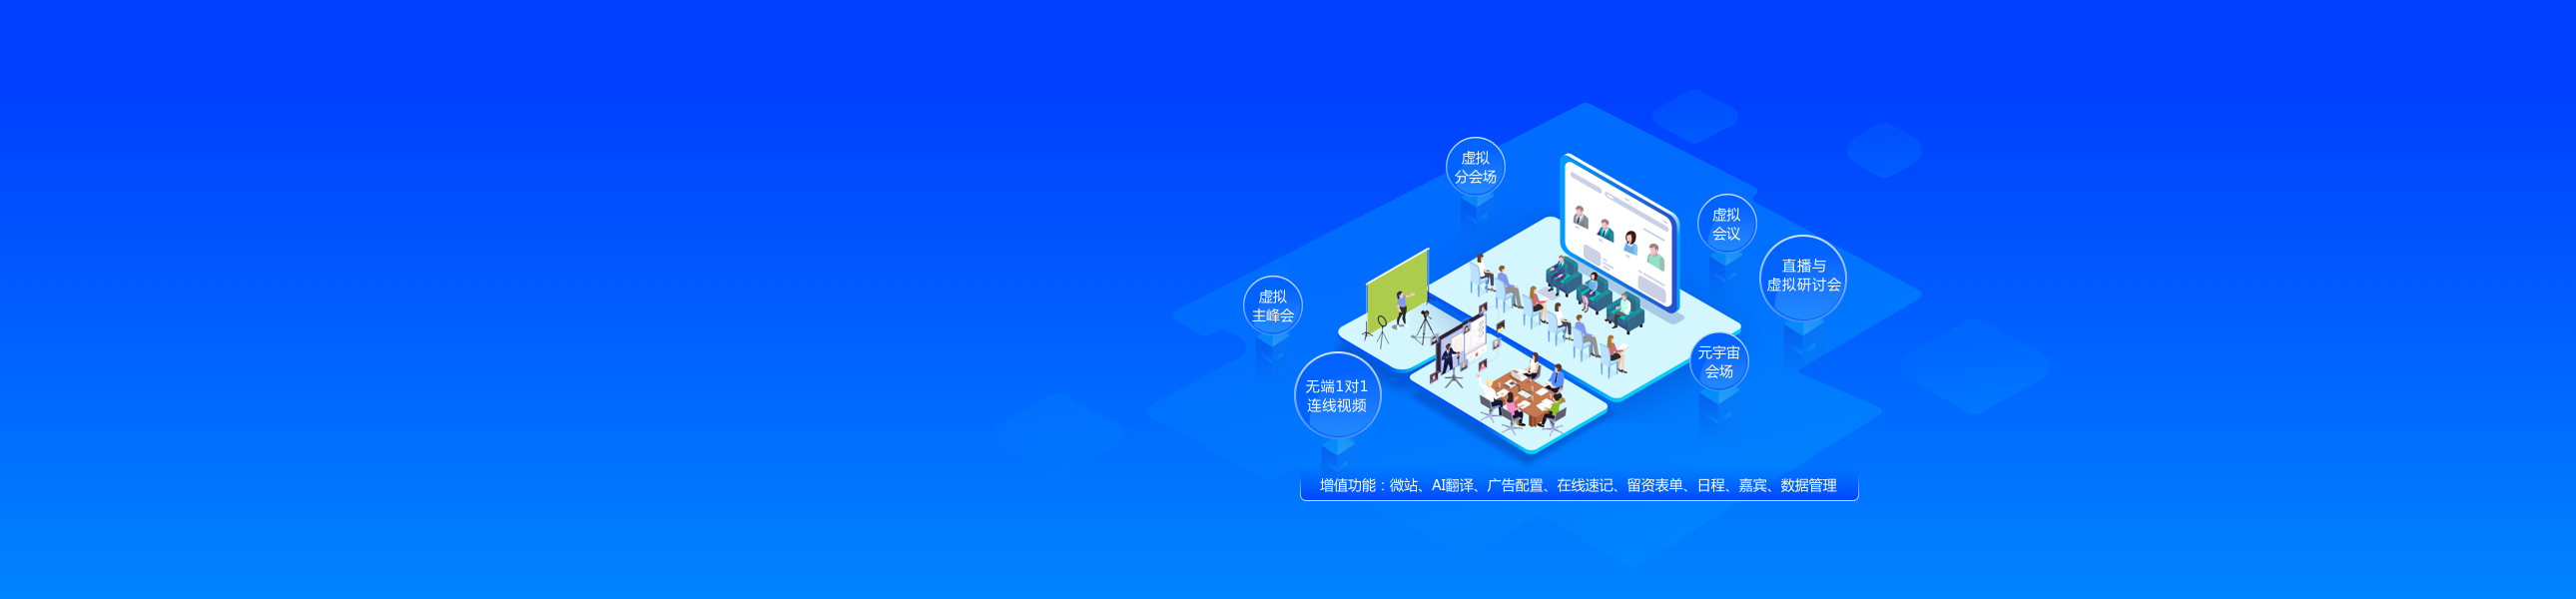 虚拟
分会场
虚拟
会议
直播与
虚拟研讨会
虚拟
主峰会
元宇宙
会场
无端1对1
连线视频
增值功能：微站、AI翻译、广告配置、在线速记、留资表单、日程、嘉宾、数据管理